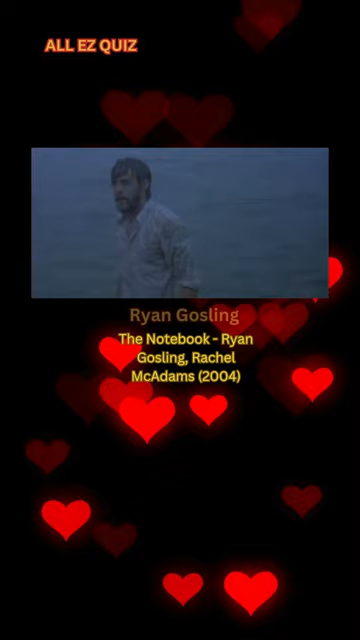 ALL EZ QUIZ
Ryan Gosling
The Notebook - Ryan
Gosling, Rachel
McAdams (2004)